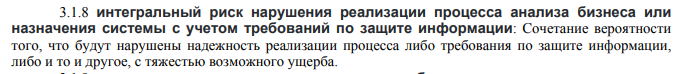 3.1.8 интегральный риск нарушения реализации процесса анализа бизнеса или
назначения системы с учетом требований по защите информации: Сочетание вероятности
того, что будут нарушены надежность реализации процесса либо требования по защите информации,
либо и то и другое, с тяжестью возможного ущерба.